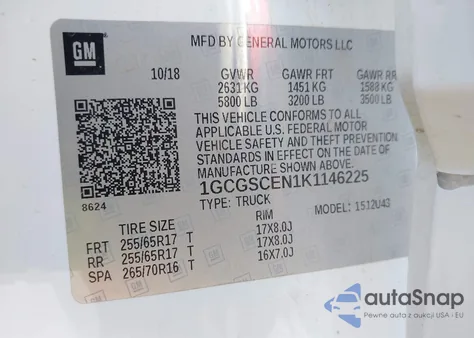 GM
MFD BY GENERAL MOTORS LLC
10/18 GVWR GAWR FRT GAWR RR
2631 KG 1451 KG 1588 KG
5800 LB 3200 LB 3500 LB
THIS VEHICLE CONFORMS TO ALL
APPLICABLE U.S. FEDERAL MOTOR
VEHICLE SAFETY AND THEFT PREVENTION
STANDARDS IN EFFECT ON THE DATE OF
MANUFACTURE SHOWN ABOVE.
1GCGSCEN1K1146225
8624 TYPE: TRUCK MODEL: 1512U43
TIRE SIZE RIM
FRT 255/65R17 T 17X8.0J
RR 255/65R17 T 17X8.0J
SPA 265/70R16 T 16X7.0J
autoSnap
Pewne auta z aukcji USA i EU